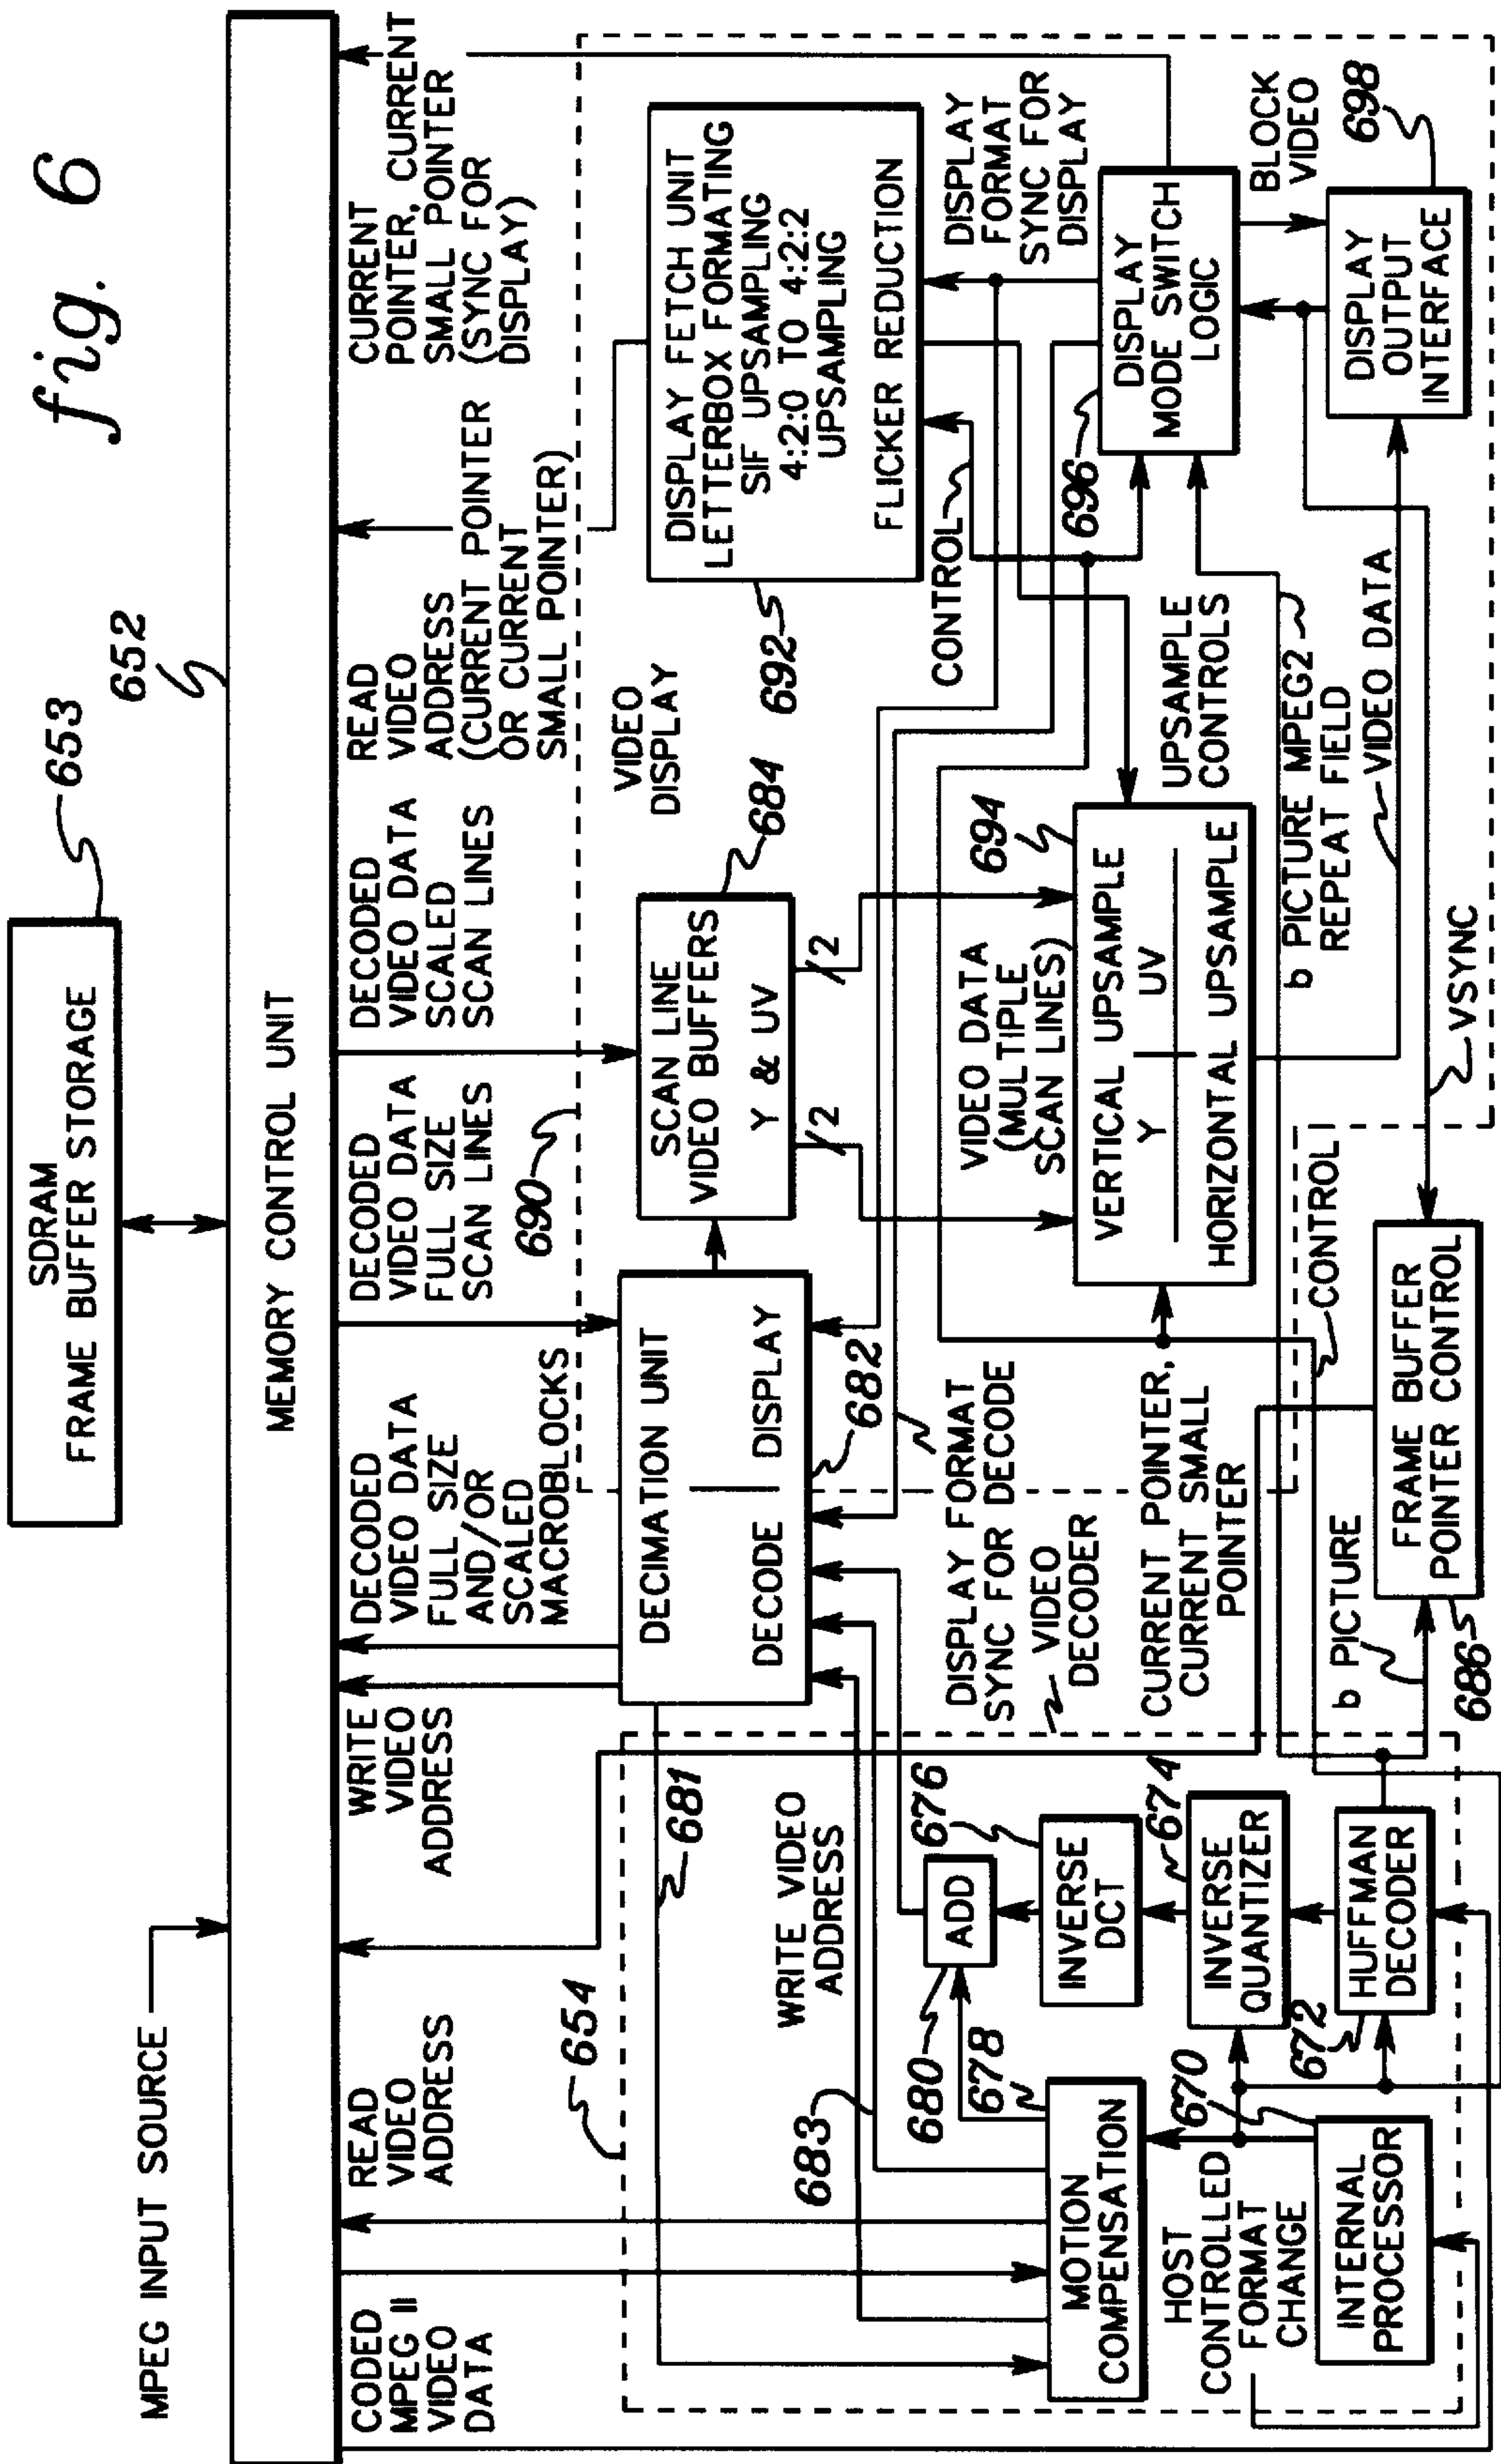 fig. 6
SDRAM
FRAME BUFFER STORAGE
653
652
MPEG INPUT SOURCE
MEMORY CONTROL UNIT
CODED
MPEG II
VIDEO
DATA
READ
VIDEO
ADDRESS
WRITE
VIDEO
ADDRESS
DECODED
VIDEO DATA
FULL SIZE
AND/OR
SCALED
MACROBLOCKS
DECODED
VIDEO DATA
FULL SIZE
SCAN LINES
DECODED
VIDEO DATA
SCALED
SCAN LINES
READ
VIDEO
ADDRESS
(CURRENT POINTER
OR CURRENT
SMALL POINTER)
CURRENT
POINTER, CURRENT
SMALL POINTER
(SYNC FOR
DISPLAY)
654
681
690
VIDEO
DISPLAY
DECIMATION UNIT
DECODE
DISPLAY
682
SCAN LINE
VIDEO BUFFERS
Y & UV
684
2
2
DISPLAY FETCH UNIT
LETTERBOX FORMATING
SIF UPSAMPLING
4:2:0 TO 4:2:2
UPSAMPLING
FLICKER REDUCTION
692
683
WRITE VIDEO
ADDRESS
680
ADD
676
INVERSE
DCT
678
MOTION
COMPENSATION
674
INVERSE
QUANTIZER
672
HUFFMAN
DECODER
670
INTERNAL
PROCESSOR
HOST
CONTROLLED
FORMAT
CHANGE
DISPLAY FORMAT
SYNC FOR DECODE
VIDEO
DECODER
CURRENT POINTER,
CURRENT SMALL
POINTER
VIDEO DATA
(MULTIPLE
SCAN LINES)
694
VERTICAL UPSAMPLE
Y
UV
HORIZONTAL UPSAMPLE
CONTROL
UPSAMPLE
CONTROLS
DISPLAY
FORMAT
SYNC FOR
DISPLAY
696
DISPLAY
MODE SWITCH
LOGIC
BLOCK
VIDEO
698
DISPLAY
OUTPUT
INTERFACE
b PICTURE MPEG2
REPEAT FIELD
VIDEO DATA
VSYNC
CONTROL
b PICTURE
FRAME BUFFER
POINTER CONTROL
686